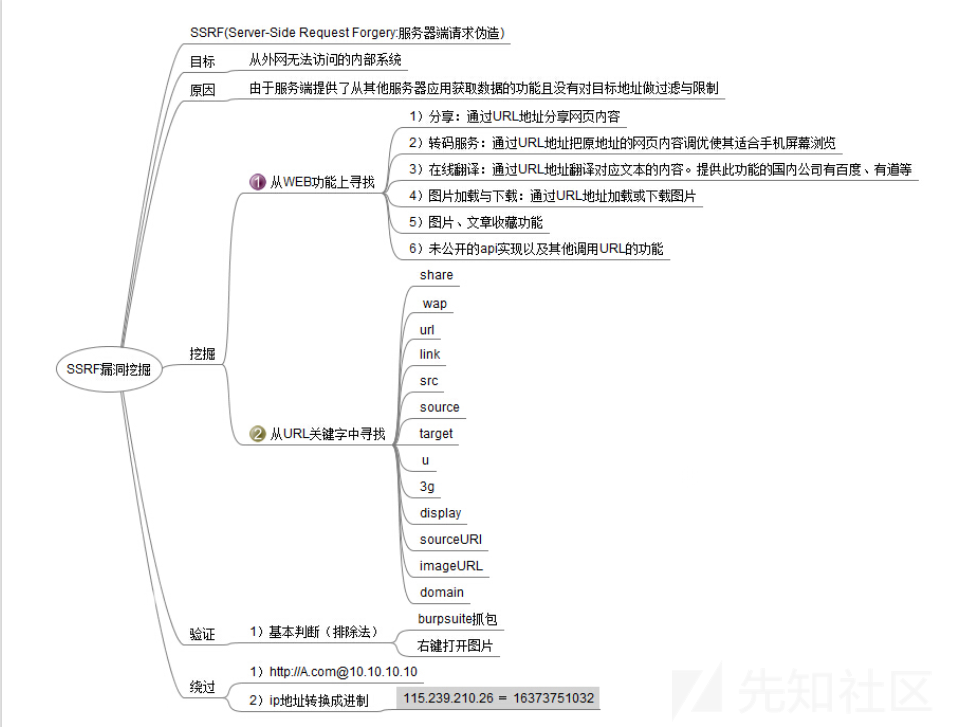 SSRF(Server-Side Request Forgery:服务器端请求伪造)
目标
从外网无法访问的内部系统
原因
由于服务端提供了从其他服务器应用获取数据的功能且没有对目标地址做过滤与限制
SSRF漏洞挖掘
挖掘
1 从WEB功能上寻找
1）分享：通过URL地址分享网页内容
2）转码服务：通过URL地址把原地址的网页内容调优使其适合手机屏幕浏览
3）在线翻译：通过URL地址翻译对应文本的内容。提供此功能的国内公司有百度、有道等
4）图片加载与下载：通过URL地址加载或下载图片
5）图片、文章收藏功能
6）未公开的api实现以及其他调用URL的功能
2 从URL关键字中寻找
share
wap
url
link
src
source
target
u
3g
display
sourceURl
imageURL
domain
验证
1）基本判断（排除法）
burpsuite抓包
右键打开图片
绕过
1）http://A.com@10.10.10.10
2）ip地址转换成进制
115.239.210.26 = 16373751032
先知社区